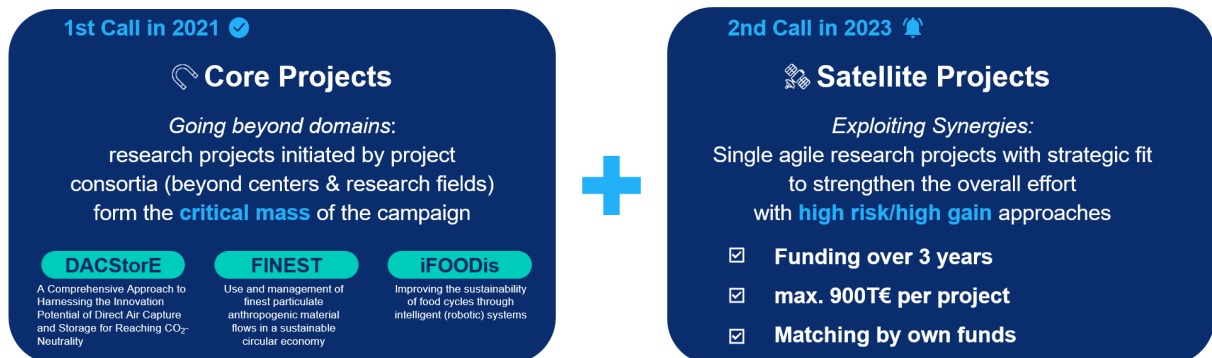 1st Call in 2021
Core Projects
Going beyond domains:
research projects initiated by project
consortia (beyond centers & research fields)
form the critical mass of the campaign
DACStorE
A Comprehensive Approach to
Harnessing the Innovation
Potential of Direct Air Capture
and Storage for Reaching CO₂-
Neutrality
FINEST
Use and management of
finest particulate
anthropogenic material
flows in a sustainable
circular economy
iFOODis
Improving the sustainability
of food cycles through
intelligent (robotic) systems
2nd Call in 2023
Satellite Projects
Exploiting Synergies:
Single agile research projects with strategic fit
to strengthen the overall effort
with high risk/high gain approaches
Funding over 3 years
max. 900T€ per project
Matching by own funds